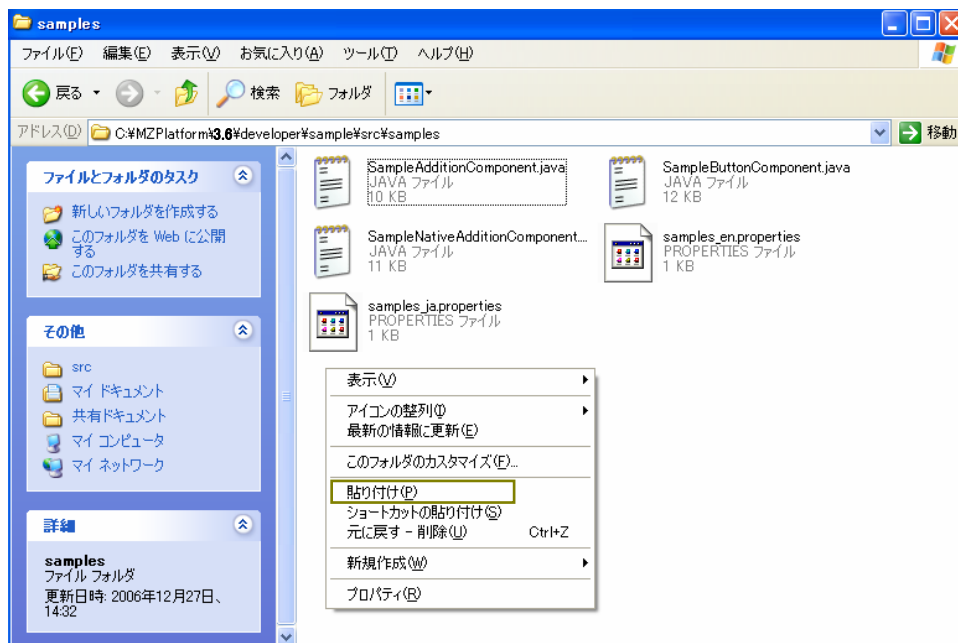 samples
ファイル(F) 編集(E) 表示(V) お気に入り(A) ツール(T) ヘルプ(H)
戻る 検索 フォルダ
アドレス(D) C:¥MZPlatform¥3.6¥developer¥sample¥src¥samples 移動
ファイルとフォルダのタスク
新しいフォルダを作成する
このフォルダを Web に公開
する
このフォルダを共有する
その他
src
マイ ドキュメント
共有ドキュメント
マイ コンピュータ
マイ ネットワーク
詳細
samples
ファイル フォルダ
更新日時: 2006年12月27日、
14:32
SampleAdditionComponent.java
JAVA ファイル
10 KB
SampleButtonComponent.java
JAVA ファイル
12 KB
SampleNativeAdditionComponent...
JAVA ファイル
11 KB
samples_en.properties
PROPERTIES ファイル
1 KB
samples_ja.properties
PROPERTIES ファイル
1 KB
表示(V)
アイコンの整列(I)
最新の情報に更新(E)
このフォルダのカスタマイズ(F)...
貼り付け(P)
ショートカットの貼り付け(S)
元に戻す - 削除(U) Ctrl+Z
新規作成(W)
プロパティ(R)